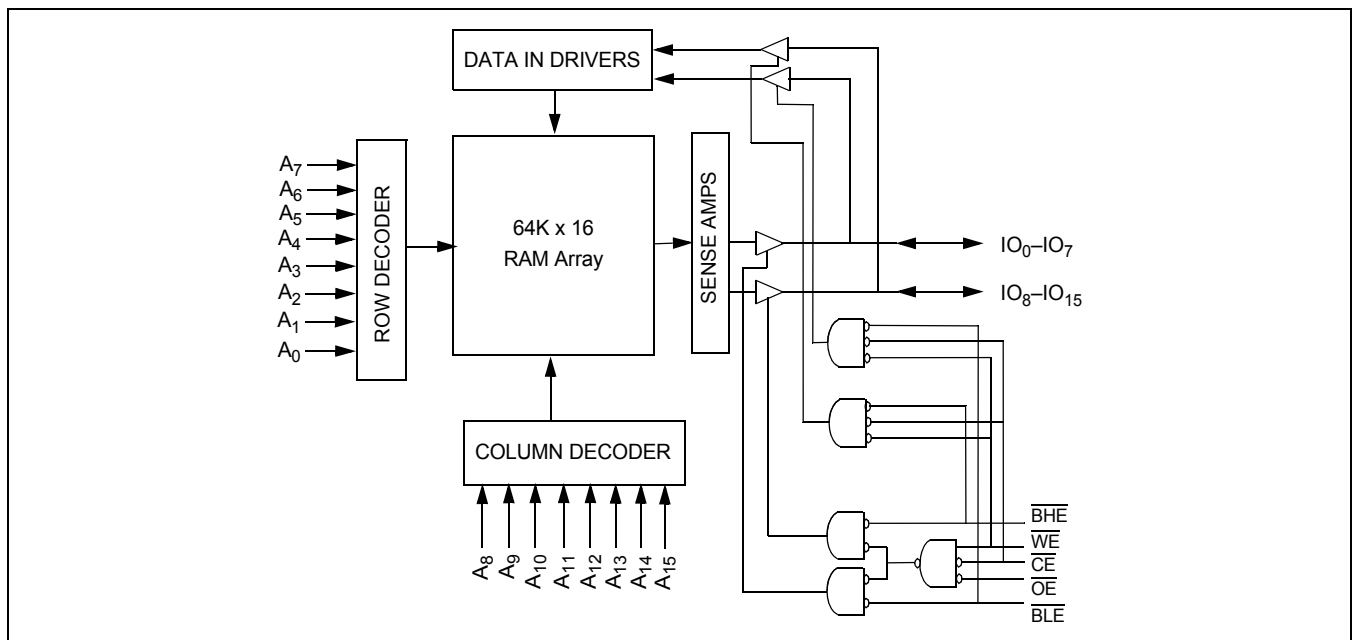 DATA IN DRIVERS
A7
A6
A5
A4
A3
A2
A1
A0
ROW DECODER
64K x 16
RAM Array
SENSE AMPS
IO0–IO7
IO8–IO15
COLUMN DECODER
A8
A9
A10
A11
A12
A13
A14
A15
BHE
WE
CE
OE
BLE